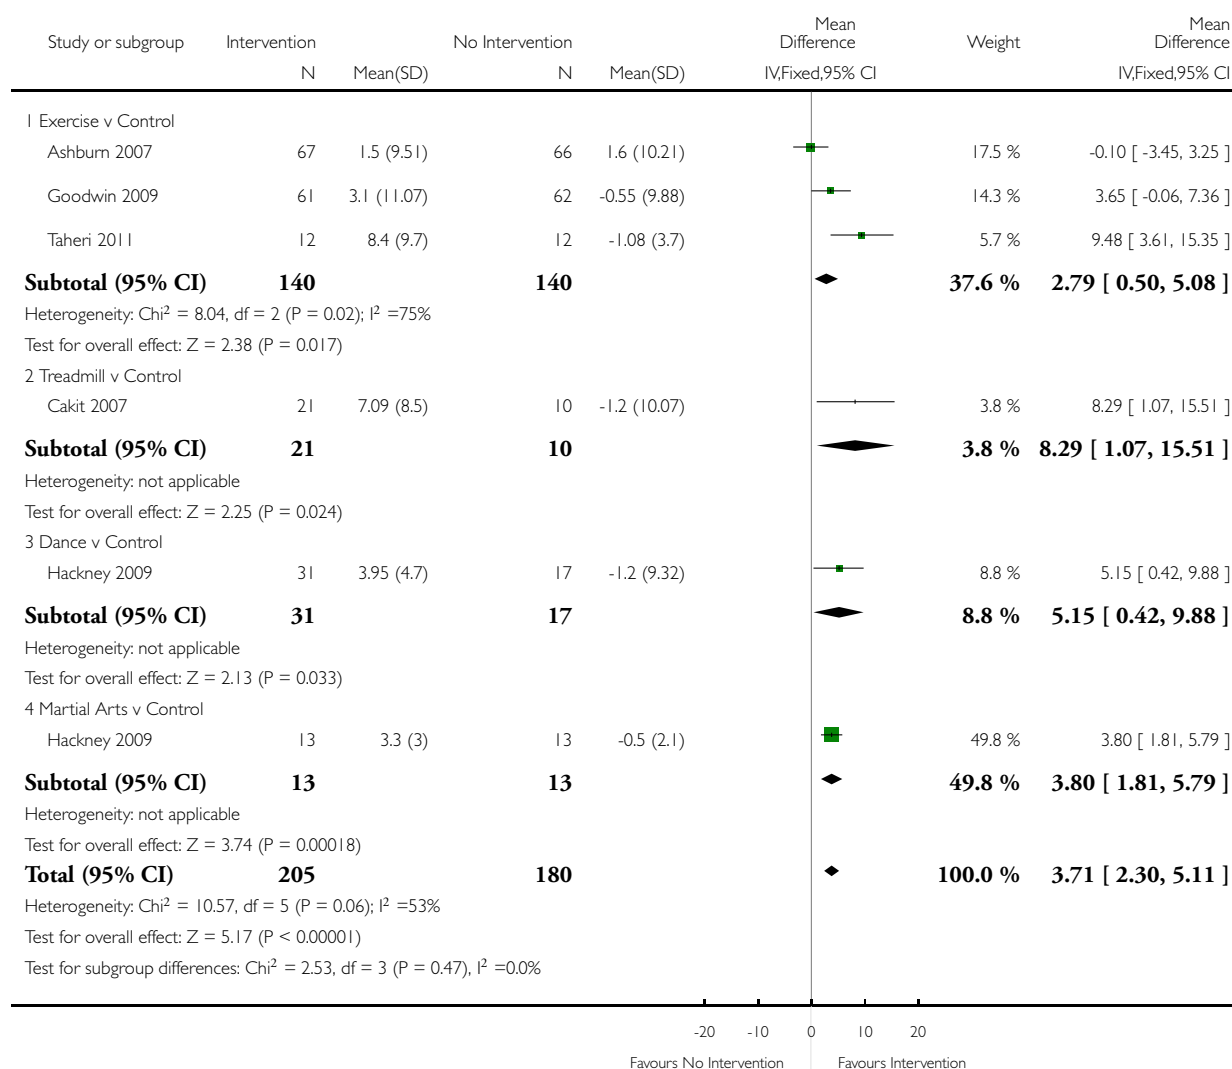 Mean Mean
Study or subgroup Intervention No Intervention Difference Weight Difference
N Mean(SD) N Mean(SD) IV,Fixed,95% CI IV,Fixed,95% CI
1 Exercise v Control
Ashburn 2007 67 1.5 (9.51) 66 1.6 (10.21) 17.5 % -0.10 [ -3.45, 3.25 ]
Goodwin 2009 61 3.1 (11.07) 62 -0.55 (9.88) 14.3 % 3.65 [ -0.06, 7.36 ]
Taheri 2011 12 8.4 (9.7) 12 -1.08 (3.7) 5.7 % 9.48 [ 3.61, 15.35 ]
Subtotal (95% CI) 140 140 37.6 % 2.79 [ 0.50, 5.08 ]
Heterogeneity: Chi² = 8.04, df = 2 (P = 0.02); I² =75%
Test for overall effect: Z = 2.38 (P = 0.017)
2 Treadmill v Control
Cakit 2007 21 7.09 (8.5) 10 -1.2 (10.07) 3.8 % 8.29 [ 1.07, 15.51 ]
Subtotal (95% CI) 21 10 3.8 % 8.29 [ 1.07, 15.51 ]
Heterogeneity: not applicable
Test for overall effect: Z = 2.25 (P = 0.024)
3 Dance v Control
Hackney 2009 31 3.95 (4.7) 17 -1.2 (9.32) 8.8 % 5.15 [ 0.42, 9.88 ]
Subtotal (95% CI) 31 17 8.8 % 5.15 [ 0.42, 9.88 ]
Heterogeneity: not applicable
Test for overall effect: Z = 2.13 (P = 0.033)
4 Martial Arts v Control
Hackney 2009 13 3.3 (3) 13 -0.5 (2.1) 49.8 % 3.80 [ 1.81, 5.79 ]
Subtotal (95% CI) 13 13 49.8 % 3.80 [ 1.81, 5.79 ]
Heterogeneity: not applicable
Test for overall effect: Z = 3.74 (P = 0.00018)
Total (95% CI) 205 180 100.0 % 3.71 [ 2.30, 5.11 ]
Heterogeneity: Chi² = 10.57, df = 5 (P = 0.06); I² =53%
Test for overall effect: Z = 5.17 (P < 0.00001)
Test for subgroup differences: Chi² = 2.53, df = 3 (P = 0.47), I² =0.0%
-20 -10 0 10 20
Favours No Intervention Favours Intervention